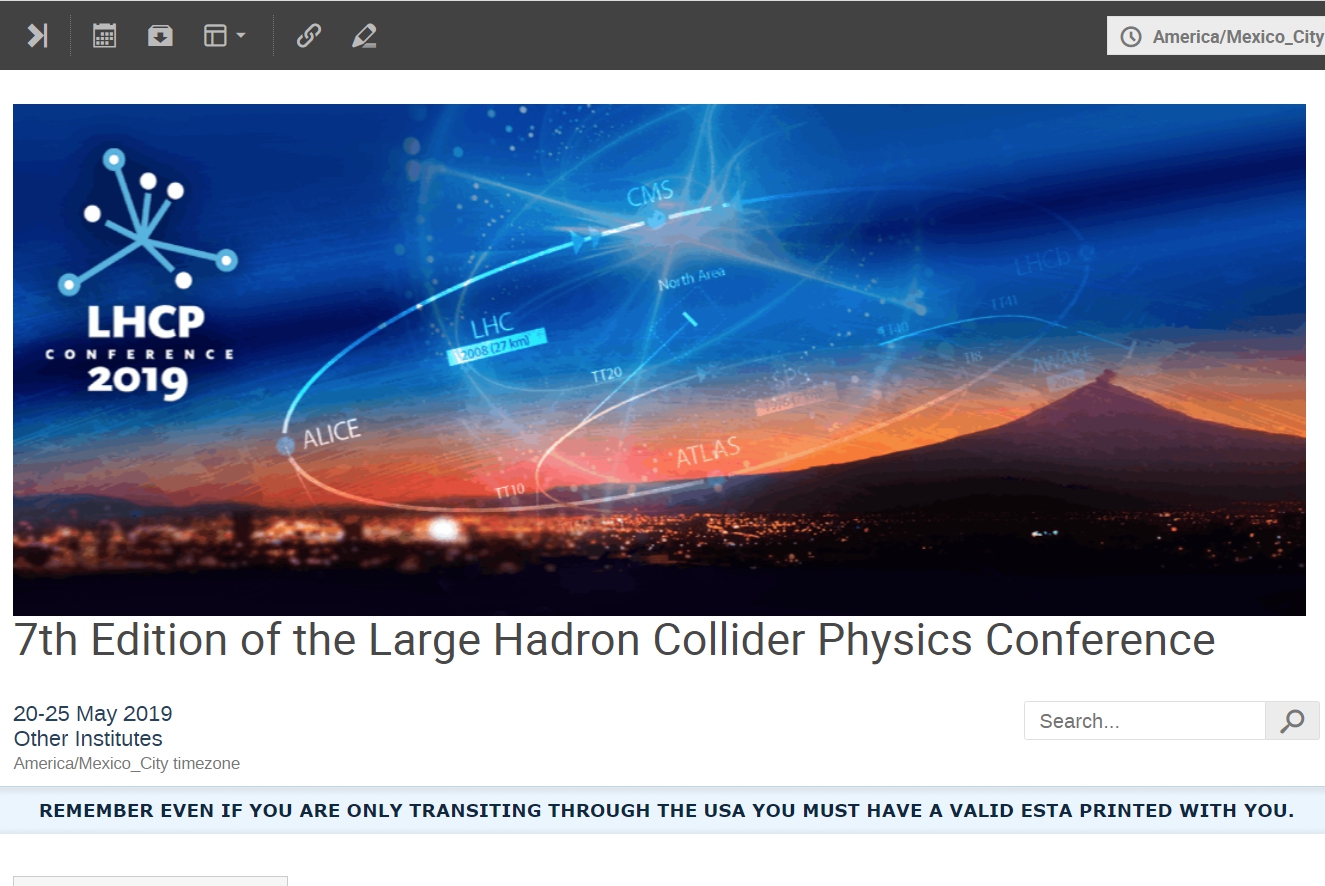 America/Mexico_City
CMS
LHCb
North Area
TT41
LHC
2008 (27 km)
TT40
TT20
TI8
AWAKE
SPS
ALICE
ATLAS
TT10
LHCP
CONFERENCE
2019
7th Edition of the Large Hadron Collider Physics Conference
20-25 May 2019
Other Institutes
America/Mexico_City timezone
Search...
REMEMBER EVEN IF YOU ARE ONLY TRANSITING THROUGH THE USA YOU MUST HAVE A VALID ESTA PRINTED WITH YOU.